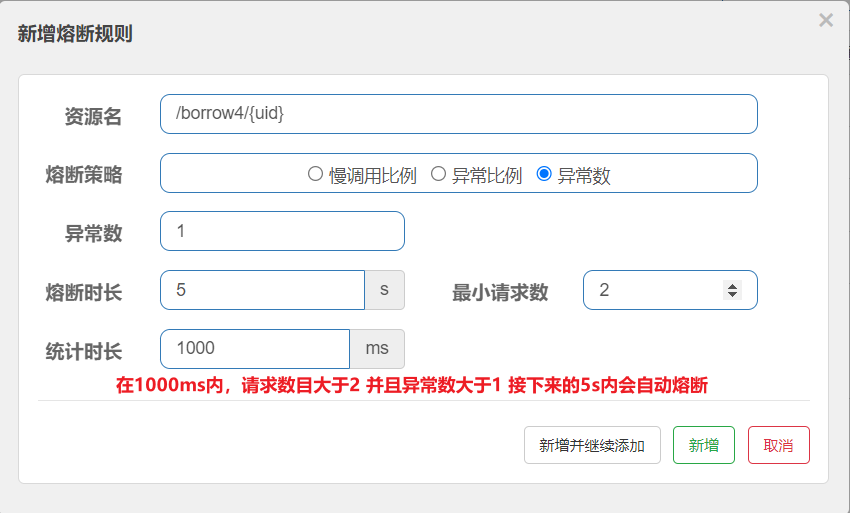 新增熔断规则
×
资源名 /borrow4/{uid}
熔断策略 慢调用比例 异常比例 异常数
异常数 1
熔断时长 5 s 最小请求数 2
统计时长 1000 ms
在1000ms内，请求数目大于2 并且异常数大于1 接下来的5s内会自动熔断
新增并继续添加 新增 取消